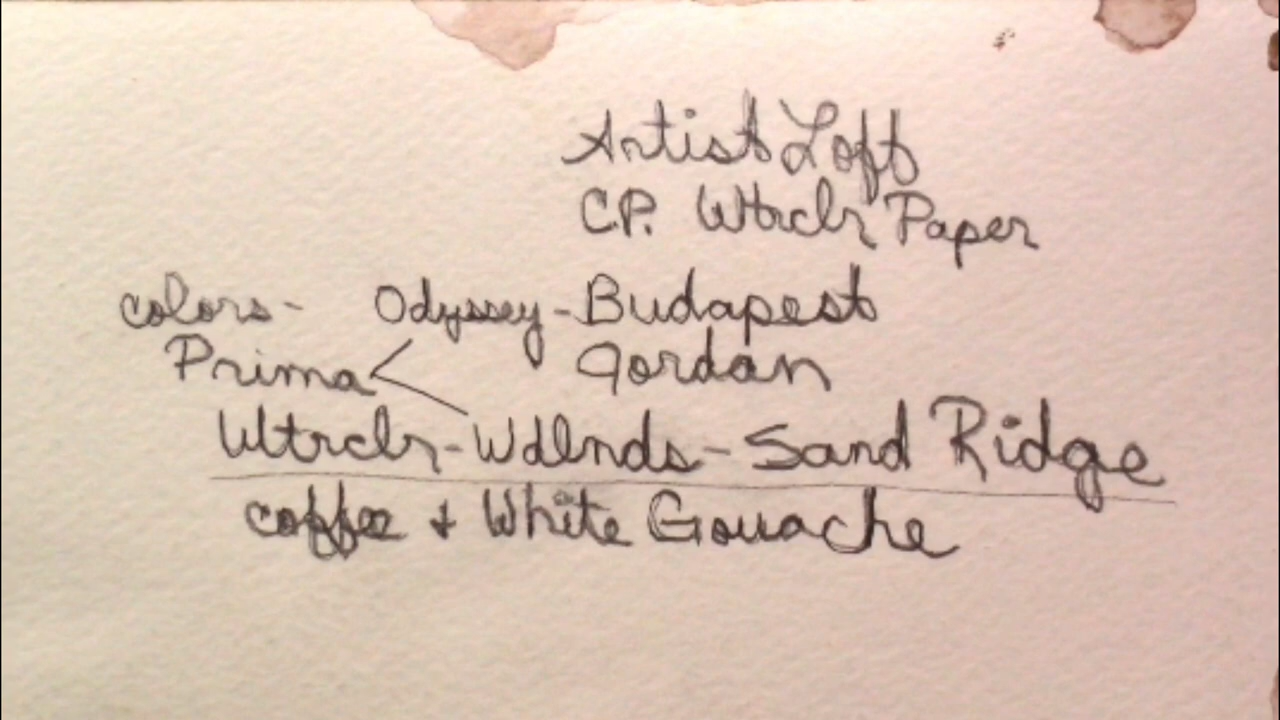 Artist Loft
C.P. Wtrclr Paper
colors- Odyssey-Budapest
Prima< Jordan
Wtrclr-Wdlnds-Sand Ridge
coffee + White Gouache